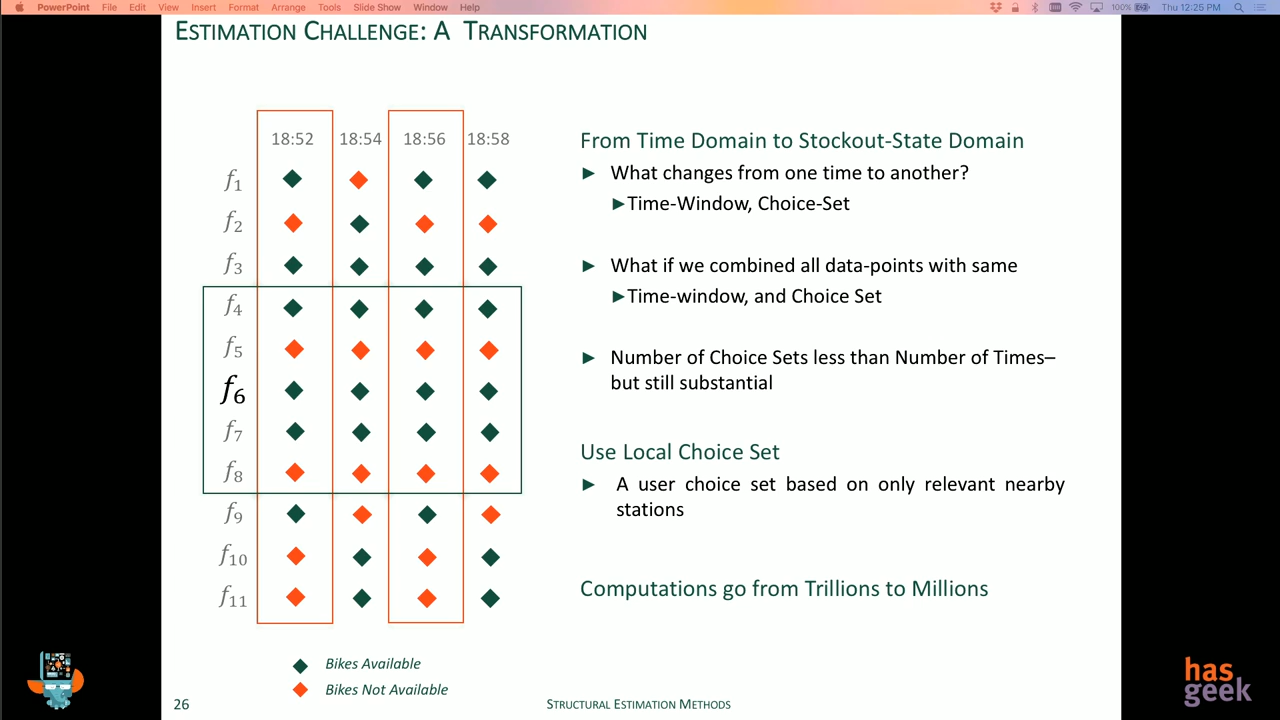 PowerPoint File Edit View Insert Format Arrange Tools Slide Show Window Help 100% Thu 12:25 PM
ESTIMATION CHALLENGE: A TRANSFORMATION
18:52 18:54 18:56 18:58
f1
f2
f3
f4
f5
f6
f7
f8
f9
f10
f11
Bikes Available
Bikes Not Available
From Time Domain to Stockout-State Domain
What changes from one time to another?
Time-Window, Choice-Set
What if we combined all data-points with same
Time-window, and Choice Set
Number of Choice Sets less than Number of Times–
but still substantial
Use Local Choice Set
A user choice set based on only relevant nearby
stations
Computations go from Trillions to Millions
26
STRUCTURAL ESTIMATION METHODS
has
geek